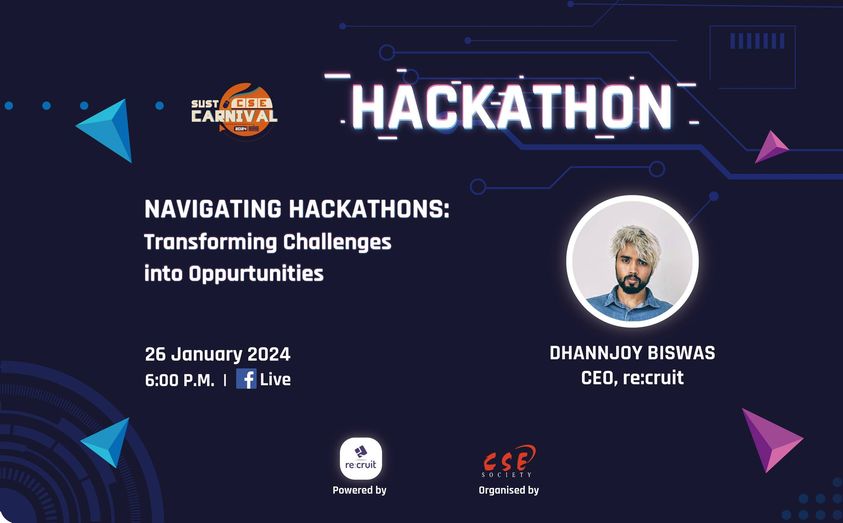 SUST CSE
CARNIVAL
2024
HACKATHON
NAVIGATING HACKATHONS:
Transforming Challenges
into Oppurtunities
26 January 2024
6:00 P.M. | f Live
DHANNJOY BISWAS
CEO, re:cruit
re:cruit
Powered by
CSE
SOCIETY
Organised by